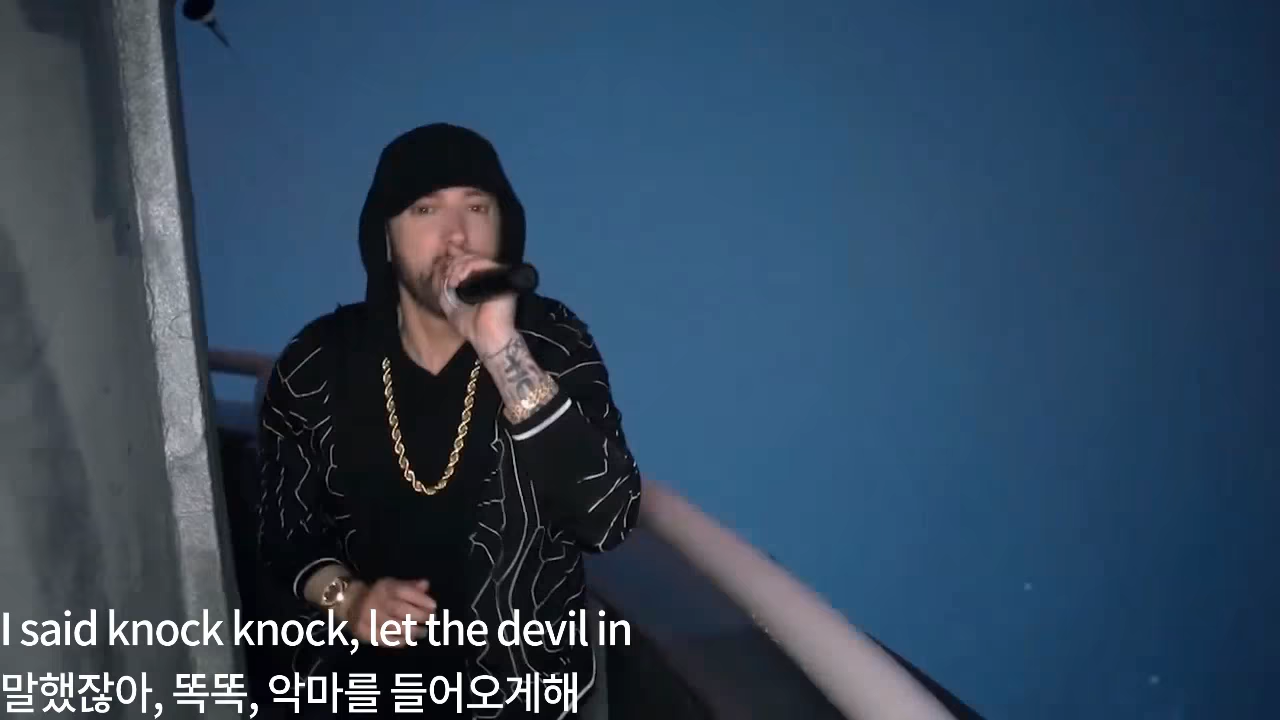 I said knock knock, let the devil in
말했잖아, 똑똑, 악마를 들어오게해